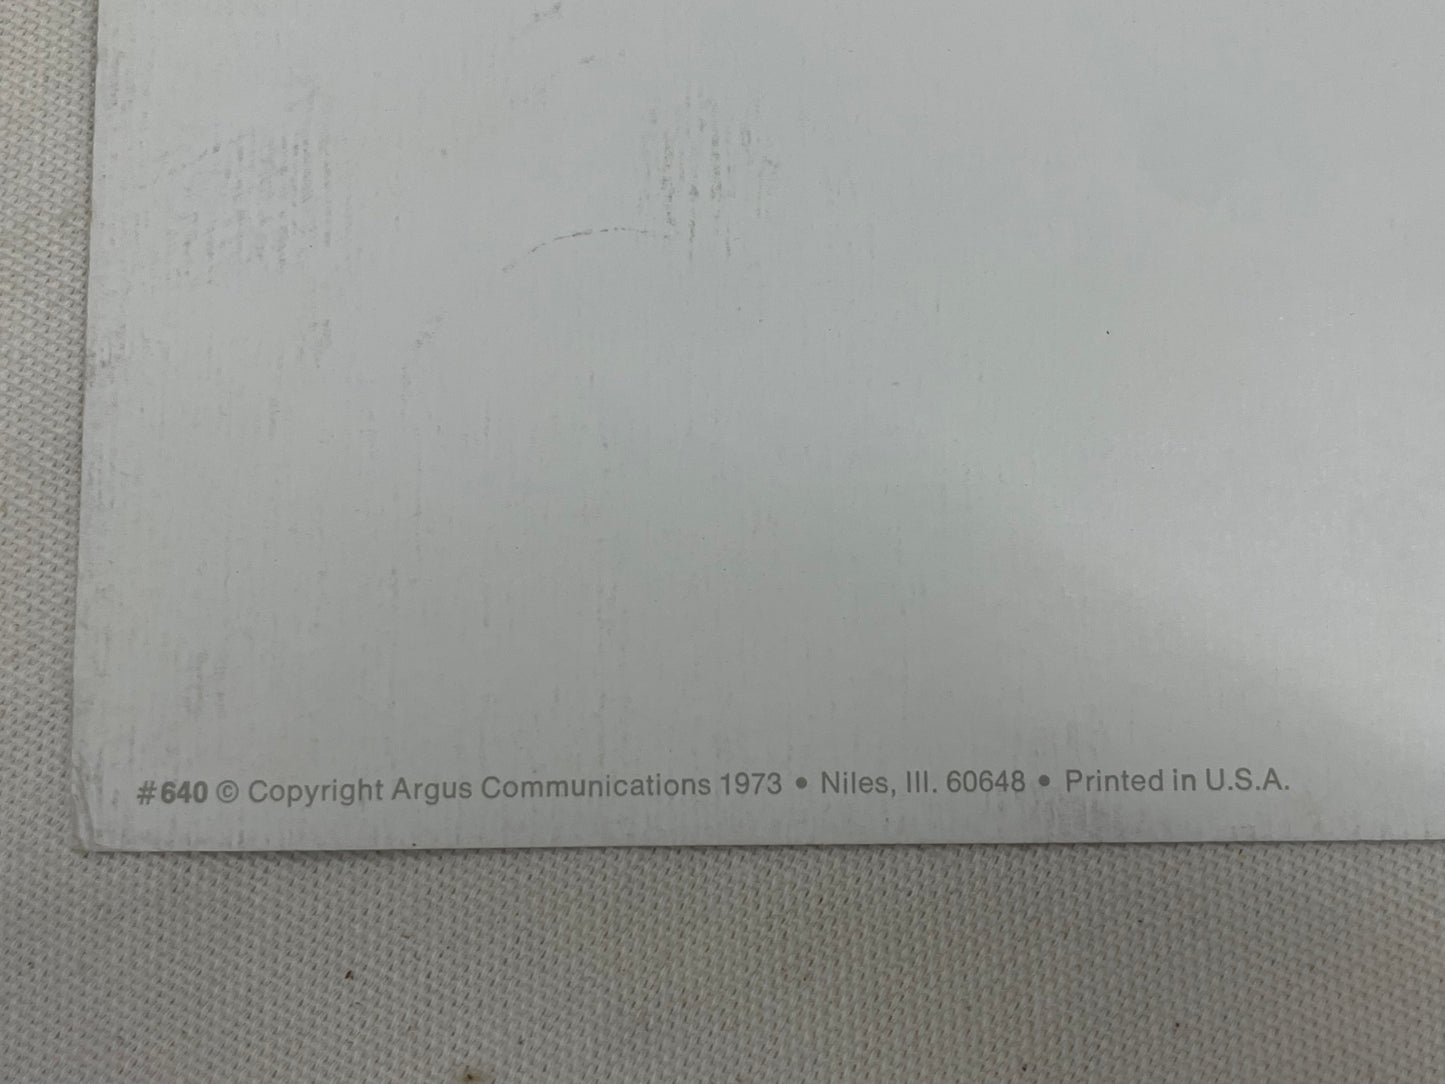 #640 © Copyright Argus Communications 1973 • Niles, Ill. 60648 • Printed in U.S.A.